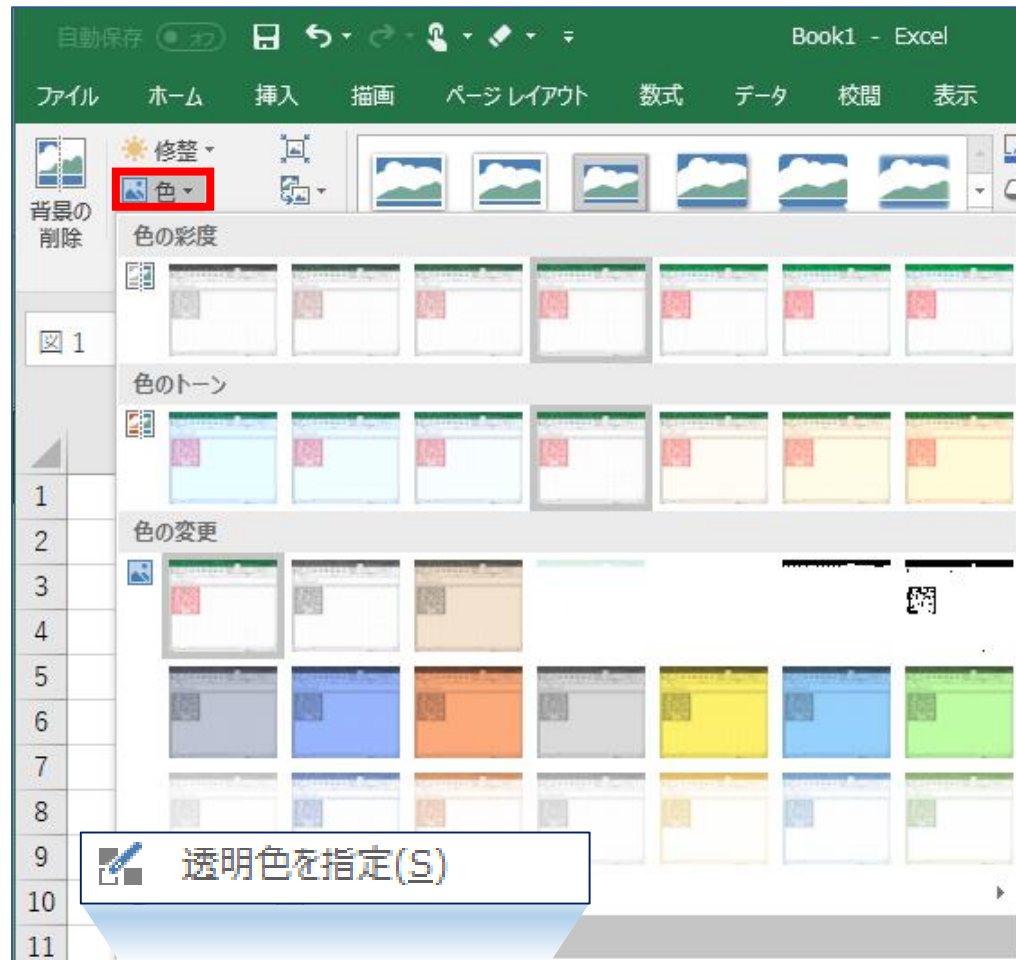 自動保存 オフ Book1 - Excel
ファイル ホーム 挿入 描画 ページ レイアウト 数式 データ 校閲 表示
背景の
削除
修整
色
色の彩度
図 1
色のトーン
色の変更
1
2
3
4
5
6
7
8
9
10
11
透明色を指定(S)